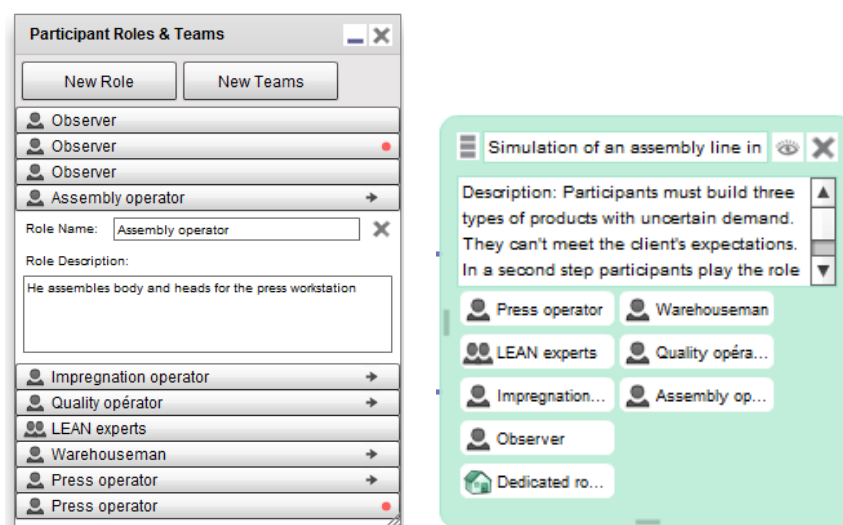 Participant Roles & Teams
New Role
New Teams
Observer
Observer
Observer
Assembly operator
Role Name: Assembly operator
Role Description:
He assembles body and heads for the press workstation
Impregnation operator
Quality opérator
LEAN experts
Warehouseman
Press operator
Press operator
Simulation of an assembly line in
Description: Participants must build three
types of products with uncertain demand.
They can't meet the client's expectations.
In a second step participants play the role
Press operator
Warehouseman
LEAN experts
Quality opéra...
Impregnation...
Assembly op...
Observer
Dedicated ro...